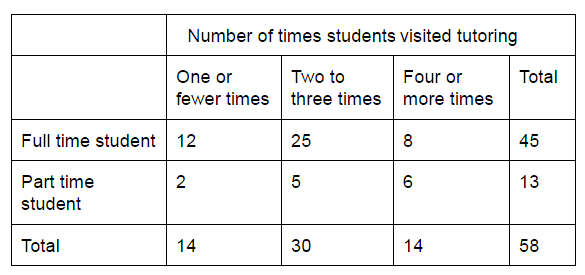 Number of times students visited tutoring
One or
fewer times
Two to
three times
Four or
more times
Total
Full time student
12
25
8
45
Part time
student
2
5
6
13
Total
14
30
14
58